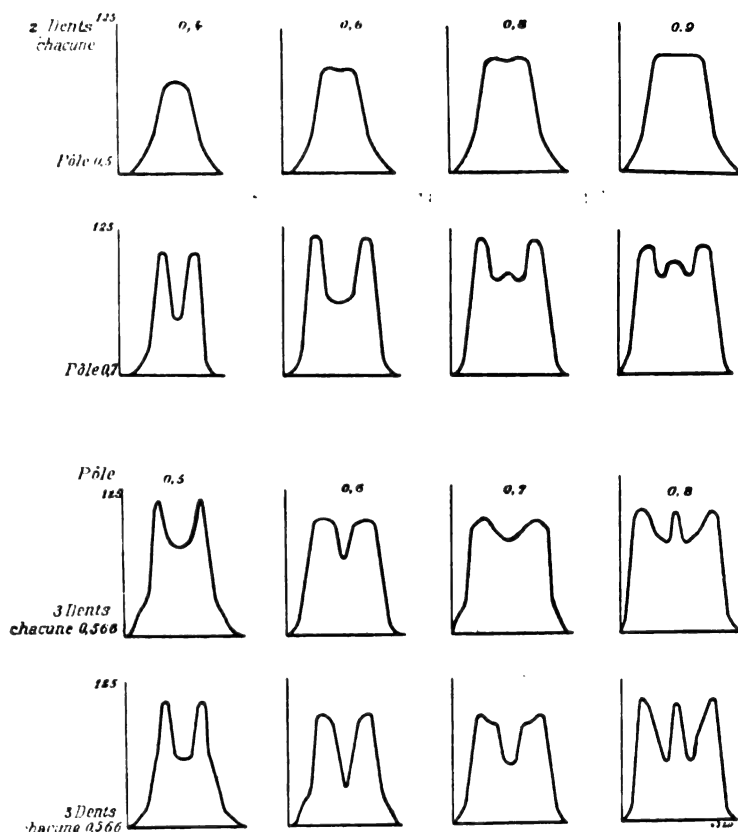 2 Dents
chacune
125
0,4
0,6
0,8
0.9
Pôle 0,5
125
Pôle 0,7
Pôle
0,5
0,6
0,7
0,8
125
3 Dents
chacune 0,566
125
3 Dents
chacune 0,566